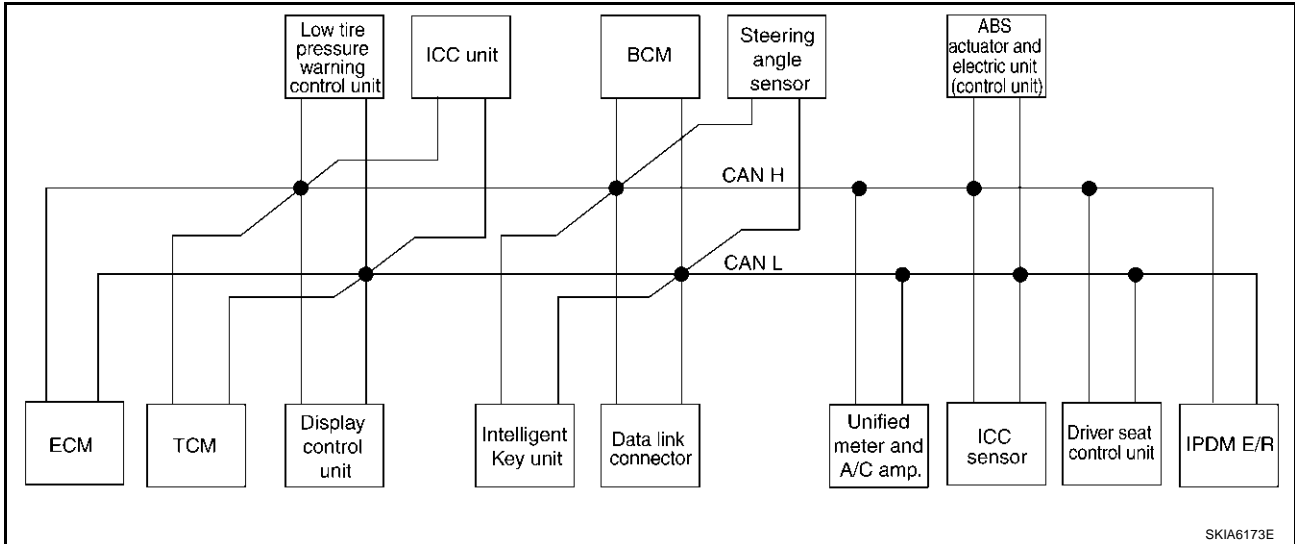 Low tire
pressure
warning
control unit
ICC unit
BCM
Steering
angle
sensor
ABS
actuator and
electric unit
(control unit)
CAN H
CAN L
ECM
TCM
Display
control
unit
Intelligent
Key unit
Data link
connector
Unified
meter and
A/C amp.
ICC
sensor
Driver seat
control unit
IPDM E/R
SKIA6173E